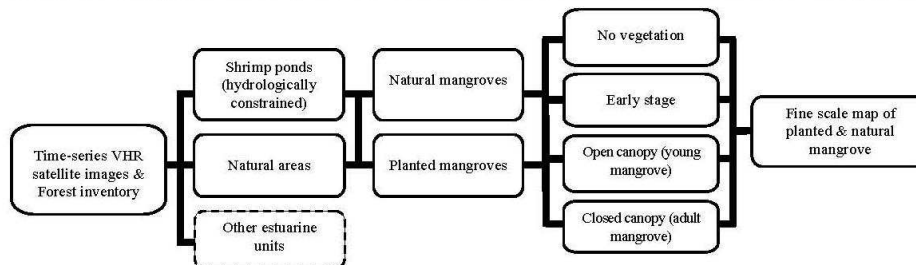 Time-series VHR
satellite images &
Forest inventory
Shrimp ponds
(hydrologically
constrained)
Natural areas
Other estuarine
units
Natural mangroves
Planted mangroves
No vegetation
Early stage
Open canopy (young
mangrove)
Closed canopy (adult
mangrove)
Fine scale map of
planted & natural
mangrove